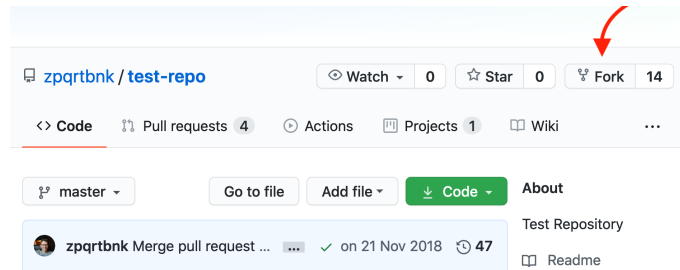 zpqrtbnk / test-repo Watch 0 Star 0 Fork 14
Code Pull requests 4 Actions Projects 1 Wiki ...
master Go to file Add file Code About
Test Repository
zpqrtbnk Merge pull request ... ... on 21 Nov 2018 47
Readme